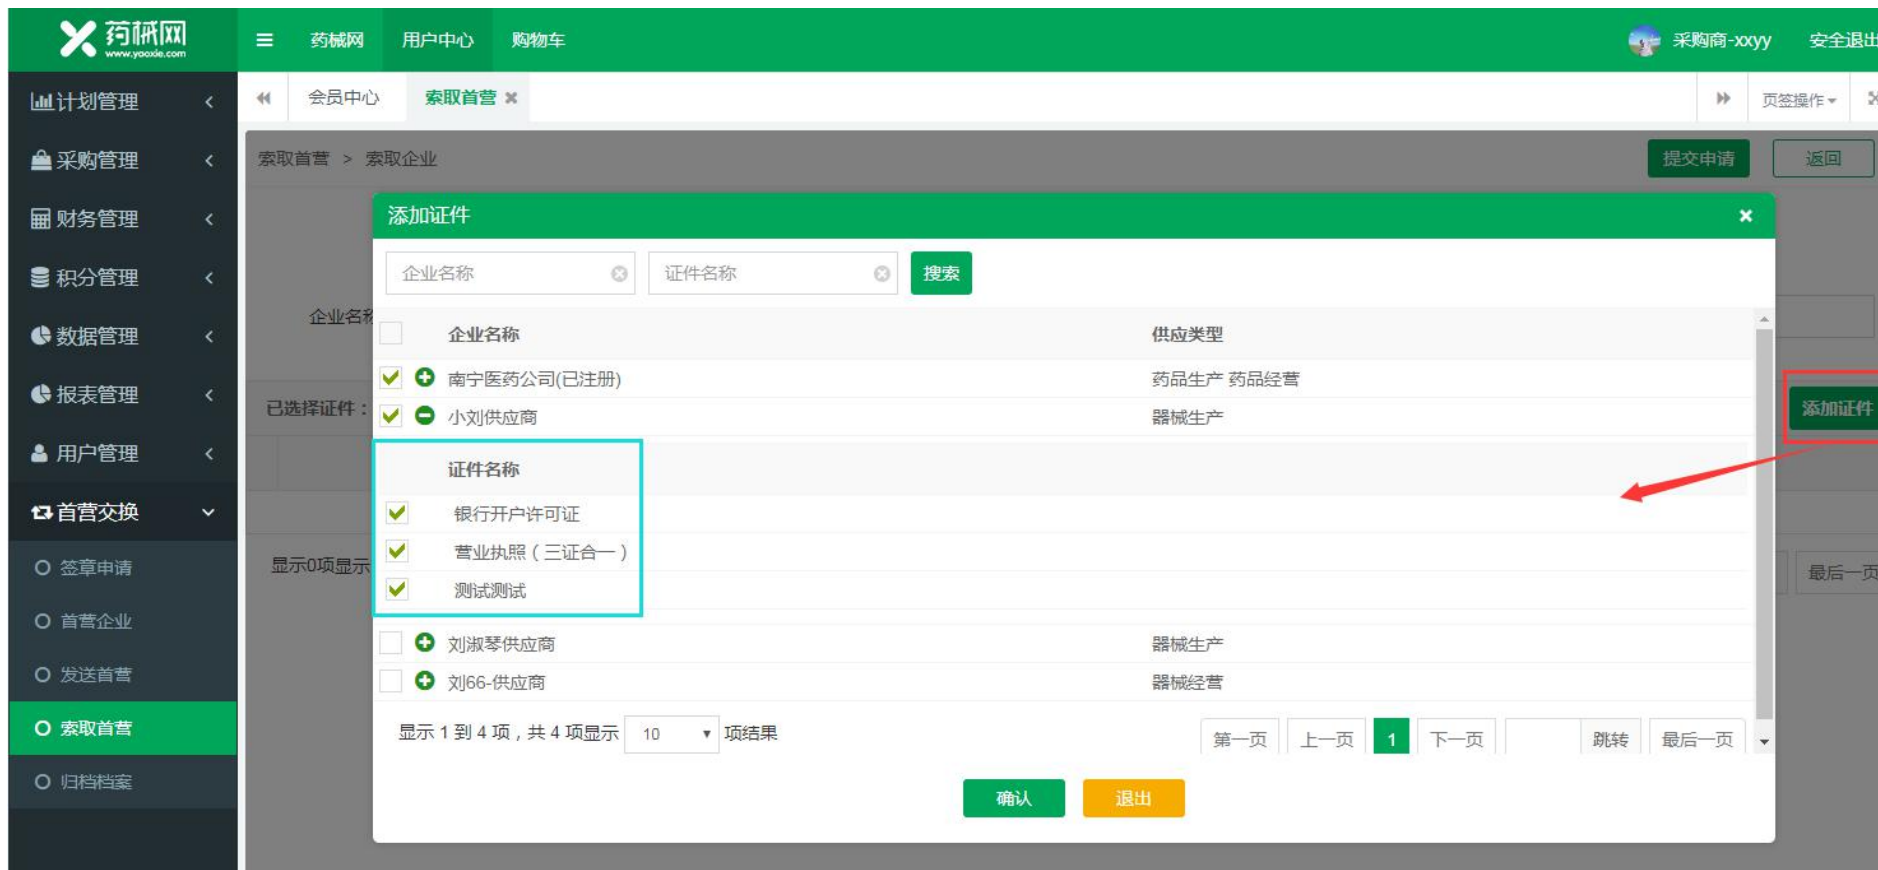 药械网
www.yaoxie.com
药械网 用户中心 购物车 采购商-xxyy 安全退出
计划管理
采购管理
财务管理
积分管理
数据管理
报表管理
用户管理
首营交换
签章申请
首营企业
发送首营
索取首营
归档档案
会员中心 索取首营 页签操作
索取首营 > 索取企业 提交申请 返回
企业名称
已选择证件： 添加证件
显示0项显示 最后一页
添加证件
企业名称 证件名称 搜索
企业名称 供应类型
南宁医药公司(已注册) 药品生产 药品经营
小刘供应商 器械生产
证件名称
银行开户许可证
营业执照（三证合一）
测试测试
刘淑琴供应商 器械生产
刘66-供应商 器械经营
显示 1 到 4 项，共 4 项显示 10 项结果 第一页 上一页 1 下一页 跳转 最后一页
确认 退出